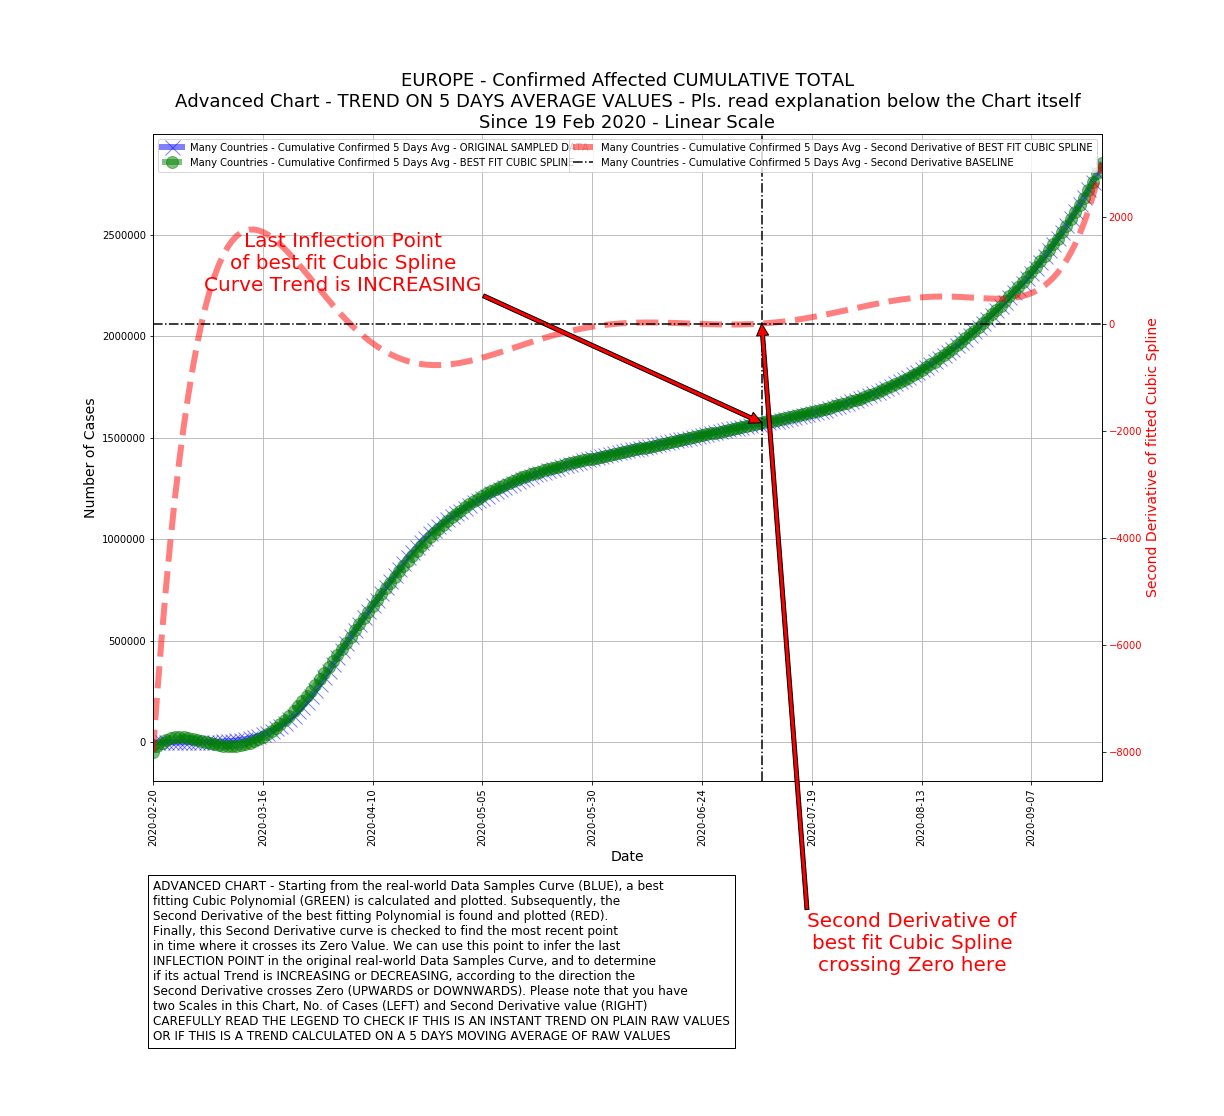 EUROPE - Confirmed Affected CUMULATIVE TOTAL
Advanced Chart - TREND ON 5 DAYS AVERAGE VALUES - Pls. read explanation below the Chart itself
Since 19 Feb 2020 - Linear Scale
Many Countries - Cumulative Confirmed 5 Days Avg - ORIGINAL SAMPLED DATA
Many Countries - Cumulative Confirmed 5 Days Avg - BEST FIT CUBIC SPLIN
Many Countries - Cumulative Confirmed 5 Days Avg - Second Derivative of BEST FIT CUBIC SPLINE
Many Countries - Cumulative Confirmed 5 Days Avg - Second Derivative BASELINE
Last Inflection Point
of best fit Cubic Spline
Curve Trend is INCREASING
Number of Cases
2500000
2000000
1500000
1000000
500000
0
2000
0
−2000
−4000
−6000
−8000
Second Derivative of fitted Cubic Spline
2020-02-20
2020-03-16
2020-04-10
2020-05-05
2020-05-30
2020-06-24
2020-07-19
2020-08-13
2020-09-07
Date
Second Derivative of
best fit Cubic Spline
crossing Zero here
ADVANCED CHART - Starting from the real-world Data Samples Curve (BLUE), a best
fitting Cubic Polynomial (GREEN) is calculated and plotted. Subsequently, the
Second Derivative of the best fitting Polynomial is found and plotted (RED).
Finally, this Second Derivative curve is checked to find the most recent point
in time where it crosses its Zero Value. We can use this point to infer the last
INFLECTION POINT in the original real-world Data Samples Curve, and to determine
if its actual Trend is INCREASING or DECREASING, according to the direction the
Second Derivative crosses Zero (UPWARDS or DOWNWARDS). Please note that you have
two Scales in this Chart, No. of Cases (LEFT) and Second Derivative value (RIGHT)
CAREFULLY READ THE LEGEND TO CHECK IF THIS IS AN INSTANT TREND ON PLAIN RAW VALUES
OR IF THIS IS A TREND CALCULATED ON A 5 DAYS MOVING AVERAGE OF RAW VALUES